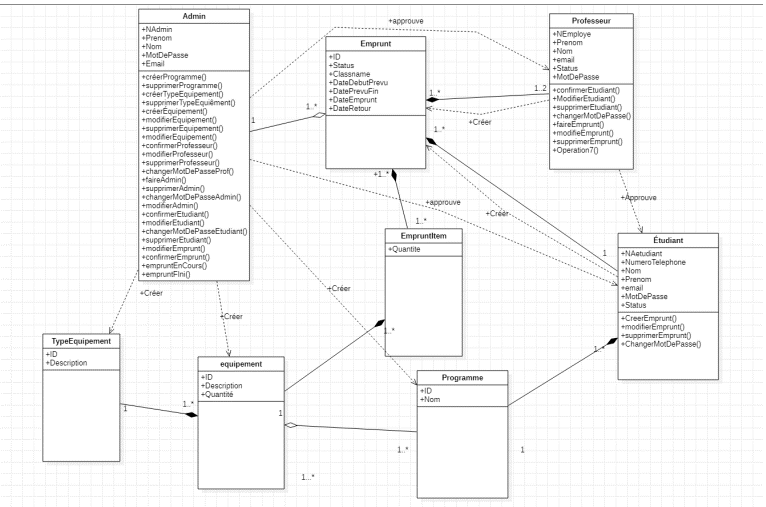 Admin
+NAdmin
+Prenom
+Nom
+MotDePasse
+Email
+créerProgramme()
+supprimerProgramme()
+créerTypeEquipement()
+supprimerTypeEquiêment()
+créerEquipement()
+modifierEquipement()
+supprimerEquipement()
+modifierEquipement()
+confirmerProfesseur()
+modifierProfesseur()
+supprimerProfesseur()
+changerMotDePasseProf()
+faireAdmin()
+supprimerAdmin()
+changerMotDePasseAdmin()
+modifierAdmin()
+confirmerEtudiant()
+modifierEtudiant()
+changerMotDePasseEtudiant()
+supprimerEtudiant()
+modifierEmprunt()
+confirmerEmprunt()
+empruntEnCours()
+empruntFIni()
+approuve
Emprunt
+ID
+Status
+Classname
+DateDebutPrevu
+DatePrevuFin
+DateEmprunt
+DateRetour
Professeur
+NEmploye
+Prenom
+Nom
+email
+Status
+MotDePasse
+confirmerEtudiant()
+ModifierEtudiant()
+supprimerEtudiant()
+changerMotDePasse()
+faireEmprunt()
+modifieEmprunt()
+supprimerEmprunt()
+Operation7()
1..*
1
1..*
1..2
+Créer
1..*
+1..*
+approuve
+Créer
+Approuve
1..*
1
EmpruntItem
+Quantite
1..*
Étudiant
+NAetudiant
+NumeroTelephone
+Nom
+Prenom
+email
+MotDePasse
+Status
+CreerEmprunt()
+modifierEmprunt()
+supprimerEmprunt()
+ChangerMotDePasse()
1..*
+Créer
+Créer
+Créer
TypeEquipement
+ID
+Description
1
1..*
equipement
+ID
+Description
+Quantité
1
1...*
Programme
+ID
+Nom
1..*
1